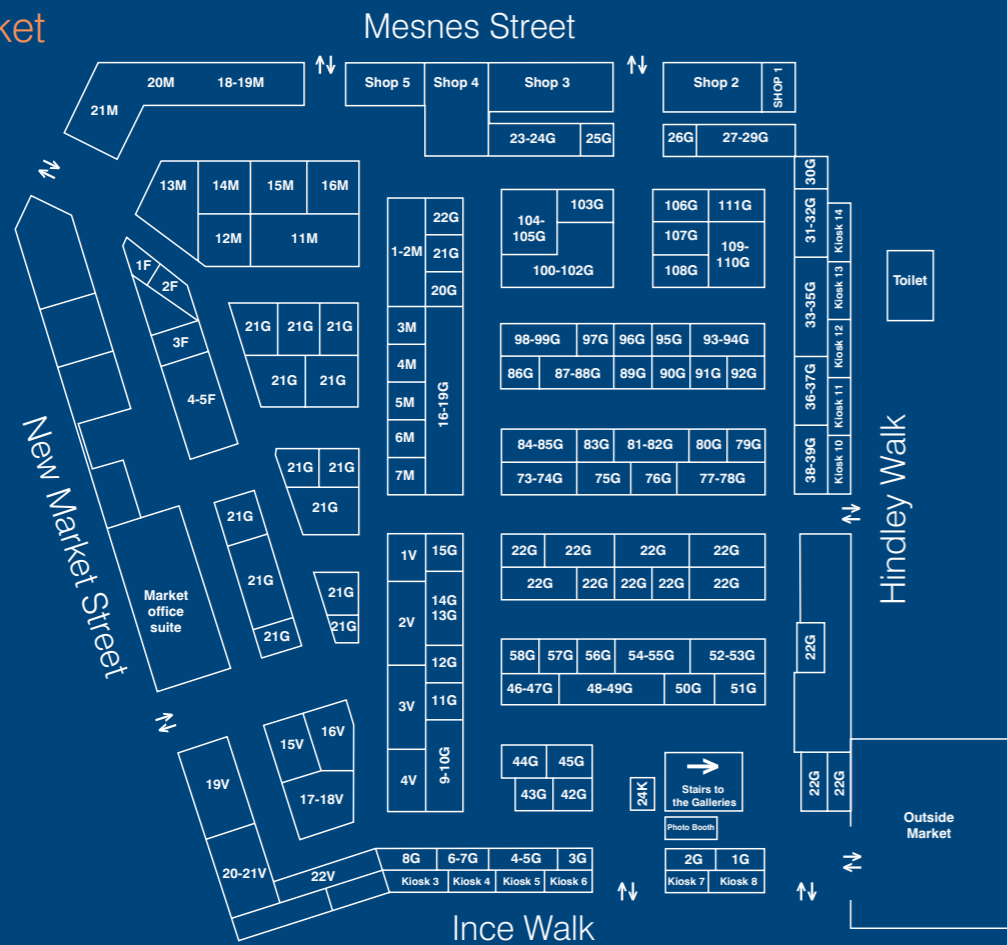 ket
Mesnes Street
20M 18-19M
21M
Shop 5 Shop 4 Shop 3
Shop 2 SHOP 1
23-24G 25G
26G 27-29G
30G
31-32G
33-35G
36-37G
38-39G
Kiosk 14
Kiosk 13
Kiosk 12
Kiosk 11
Kiosk 10
Toilet
13M 14M 15M 16M
12M 11M
1F
2F
3F
4-5F
1-2M
22G
21G
20G
3M
4M
5M
6M
7M
16-19G
104-
105G
103G
100-102G
106G 111G
107G
108G
109-
110G
21G 21G 21G
21G 21G
98-99G 97G 96G 95G 93-94G
86G 87-88G 89G 90G 91G 92G
84-85G 83G 81-82G 80G 79G
73-74G 75G 76G 77-78G
21G 21G
21G
21G
21G
21G
21G
21G
New Market Street
Market
office
suite
Hindley Walk
1V
2V
3V
4V
15G
14G
13G
12G
11G
9-10G
22G 22G 22G 22G
22G 22G 22G 22G 22G
58G 57G 56G 54-55G 52-53G
46-47G 48-49G 50G 51G
22G
22G
22G
44G 45G
43G 42G
24K
Stairs to
the Galleries
Photo Booth
Outside
Market
15V 16V
17-18V
19V
20-21V
22V
8G 6-7G 4-5G 3G
Kiosk 3 Kiosk 4 Kiosk 5 Kiosk 6
2G 1G
Kiosk 7 Kiosk 8
Ince Walk